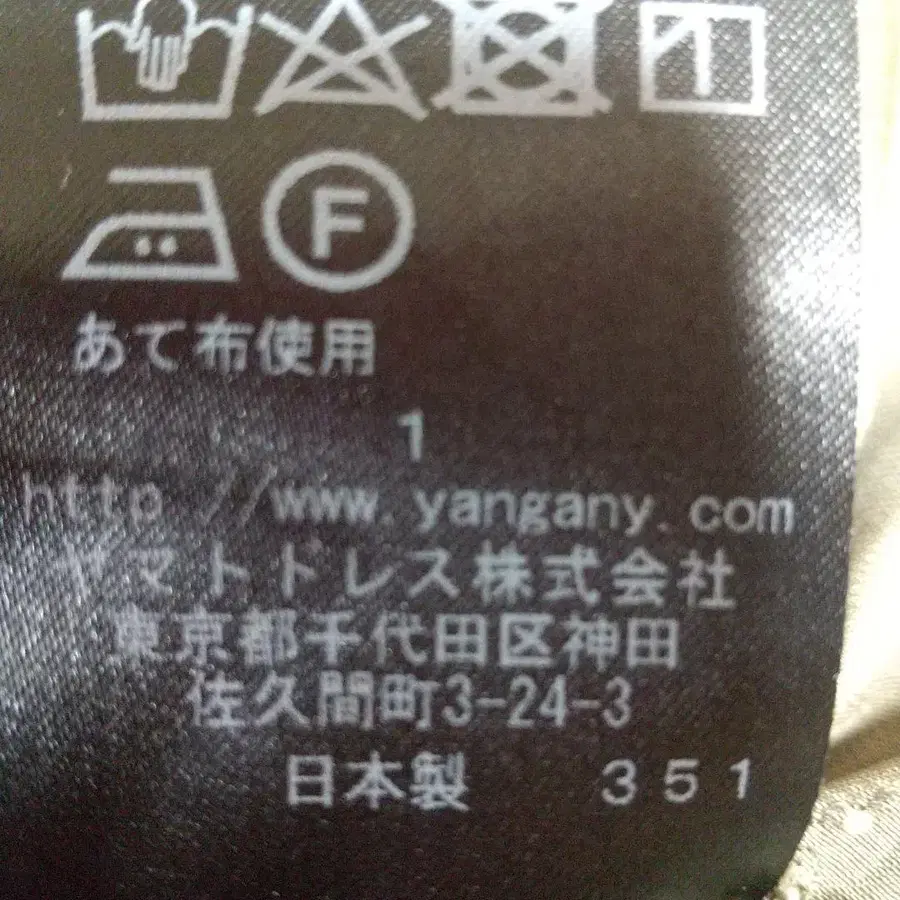 F
あて布使用
1
http //www.yangany.com
ヤマトドレス株式会社
東京都千代田区神田
佐久間町3-24-3
日本製 351